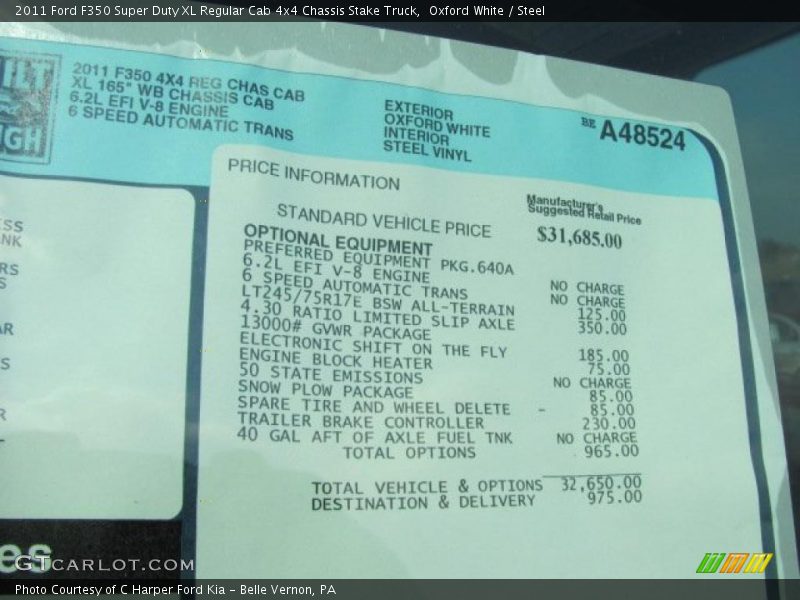 2011 Ford F350 Super Duty XL Regular Cab 4x4 Chassis Stake Truck,  Oxford White / Steel
2011 F350 4X4 REG CHAS CAB
XL 165" WB CHASSIS CAB
6.2L EFI V-8 ENGINE
6 SPEED AUTOMATIC TRANS
EXTERIOR
OXFORD WHITE
INTERIOR
STEEL VINYL
BE A48524
PRICE INFORMATION
Manufacturer's
Suggested Retail Price
STANDARD VEHICLE PRICE $31,685.00
OPTIONAL EQUIPMENT
PREFERRED EQUIPMENT PKG.640A
6.2L EFI V-8 ENGINE NO CHARGE
6 SPEED AUTOMATIC TRANS NO CHARGE
LT245/75R17E BSW ALL-TERRAIN 125.00
4.30 RATIO LIMITED SLIP AXLE 350.00
13000# GVWR PACKAGE
ELECTRONIC SHIFT ON THE FLY 185.00
ENGINE BLOCK HEATER 75.00
50 STATE EMISSIONS NO CHARGE
SNOW PLOW PACKAGE 85.00
SPARE TIRE AND WHEEL DELETE - 85.00
TRAILER BRAKE CONTROLLER 230.00
40 GAL AFT OF AXLE FUEL TNK NO CHARGE
TOTAL OPTIONS 965.00
TOTAL VEHICLE & OPTIONS 32,650.00
DESTINATION & DELIVERY 975.00
GTCARLOT.COM
Photo Courtesy of C Harper Ford Kia - Belle Vernon, PA